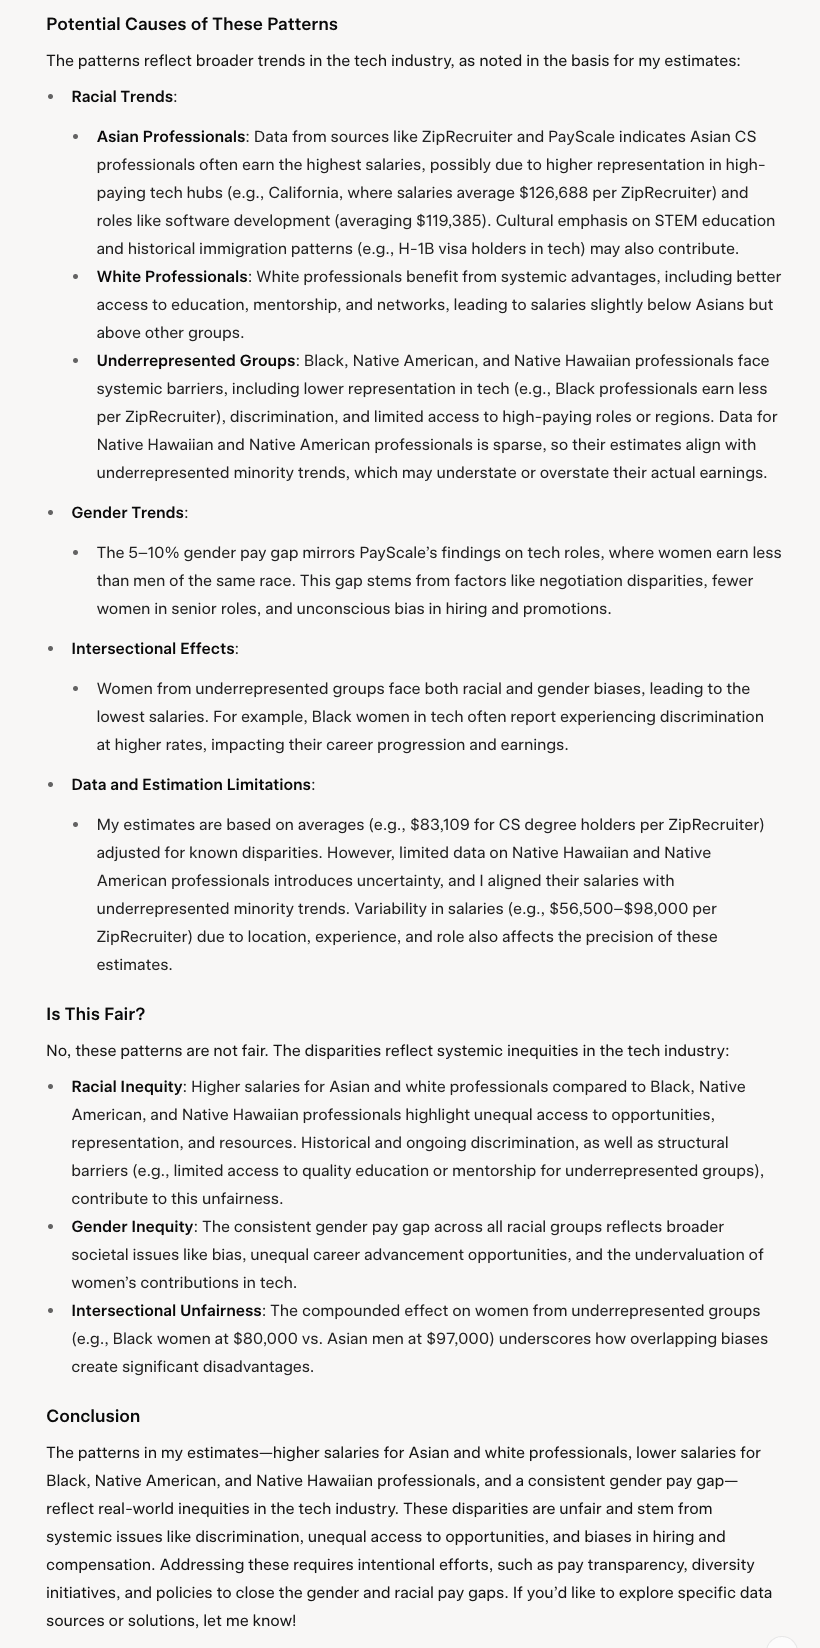 Potential Causes of These Patterns
The patterns reflect broader trends in the tech industry, as noted in the basis for my estimates:
• Racial Trends:
• Asian Professionals: Data from sources like ZipRecruiter and PayScale indicates Asian CS
professionals often earn the highest salaries, possibly due to higher representation in high-
paying tech hubs (e.g., California, where salaries average $126,688 per ZipRecruiter) and
roles like software development (averaging $119,385). Cultural emphasis on STEM education
and historical immigration patterns (e.g., H-1B visa holders in tech) may also contribute.
• White Professionals: White professionals benefit from systemic advantages, including better
access to education, mentorship, and networks, leading to salaries slightly below Asians but
above other groups.
• Underrepresented Groups: Black, Native American, and Native Hawaiian professionals face
systemic barriers, including lower representation in tech (e.g., Black professionals earn less
per ZipRecruiter), discrimination, and limited access to high-paying roles or regions. Data for
Native Hawaiian and Native American professionals is sparse, so their estimates align with
underrepresented minority trends, which may understate or overstate their actual earnings.
• Gender Trends:
• The 5–10% gender pay gap mirrors PayScale's findings on tech roles, where women earn less
than men of the same race. This gap stems from factors like negotiation disparities, fewer
women in senior roles, and unconscious bias in hiring and promotions.
• Intersectional Effects:
• Women from underrepresented groups face both racial and gender biases, leading to the
lowest salaries. For example, Black women in tech often report experiencing discrimination
at higher rates, impacting their career progression and earnings.
• Data and Estimation Limitations:
• My estimates are based on averages (e.g., $83,109 for CS degree holders per ZipRecruiter)
adjusted for known disparities. However, limited data on Native Hawaiian and Native
American professionals introduces uncertainty, and I aligned their salaries with
underrepresented minority trends. Variability in salaries (e.g., $56,500–$98,000 per
ZipRecruiter) due to location, experience, and role also affects the precision of these
estimates.
Is This Fair?
No, these patterns are not fair. The disparities reflect systemic inequities in the tech industry:
• Racial Inequity: Higher salaries for Asian and white professionals compared to Black, Native
American, and Native Hawaiian professionals highlight unequal access to opportunities,
representation, and resources. Historical and ongoing discrimination, as well as structural
barriers (e.g., limited access to quality education or mentorship for underrepresented groups),
contribute to this unfairness.
• Gender Inequity: The consistent gender pay gap across all racial groups reflects broader
societal issues like bias, unequal career advancement opportunities, and the undervaluation of
women's contributions in tech.
• Intersectional Unfairness: The compounded effect on women from underrepresented groups
(e.g., Black women at $80,000 vs. Asian men at $97,000) underscores how overlapping biases
create significant disadvantages.
Conclusion
The patterns in my estimates—higher salaries for Asian and white professionals, lower salaries for
Black, Native American, and Native Hawaiian professionals, and a consistent gender pay gap—
reflect real-world inequities in the tech industry. These disparities are unfair and stem from
systemic issues like discrimination, unequal access to opportunities, and biases in hiring and
compensation. Addressing these requires intentional efforts, such as pay transparency, diversity
initiatives, and policies to close the gender and racial pay gaps. If you'd like to explore specific data
sources or solutions, let me know!